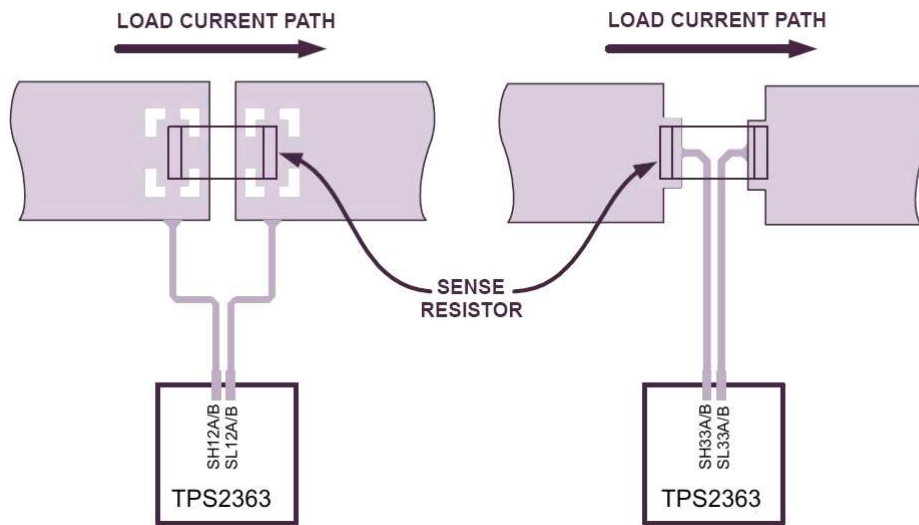 LOAD CURRENT PATH
LOAD CURRENT PATH
SENSE
RESISTOR
SH12A/B
SL12A/B
SH33A/B
SL33A/B
TPS2363
TPS2363